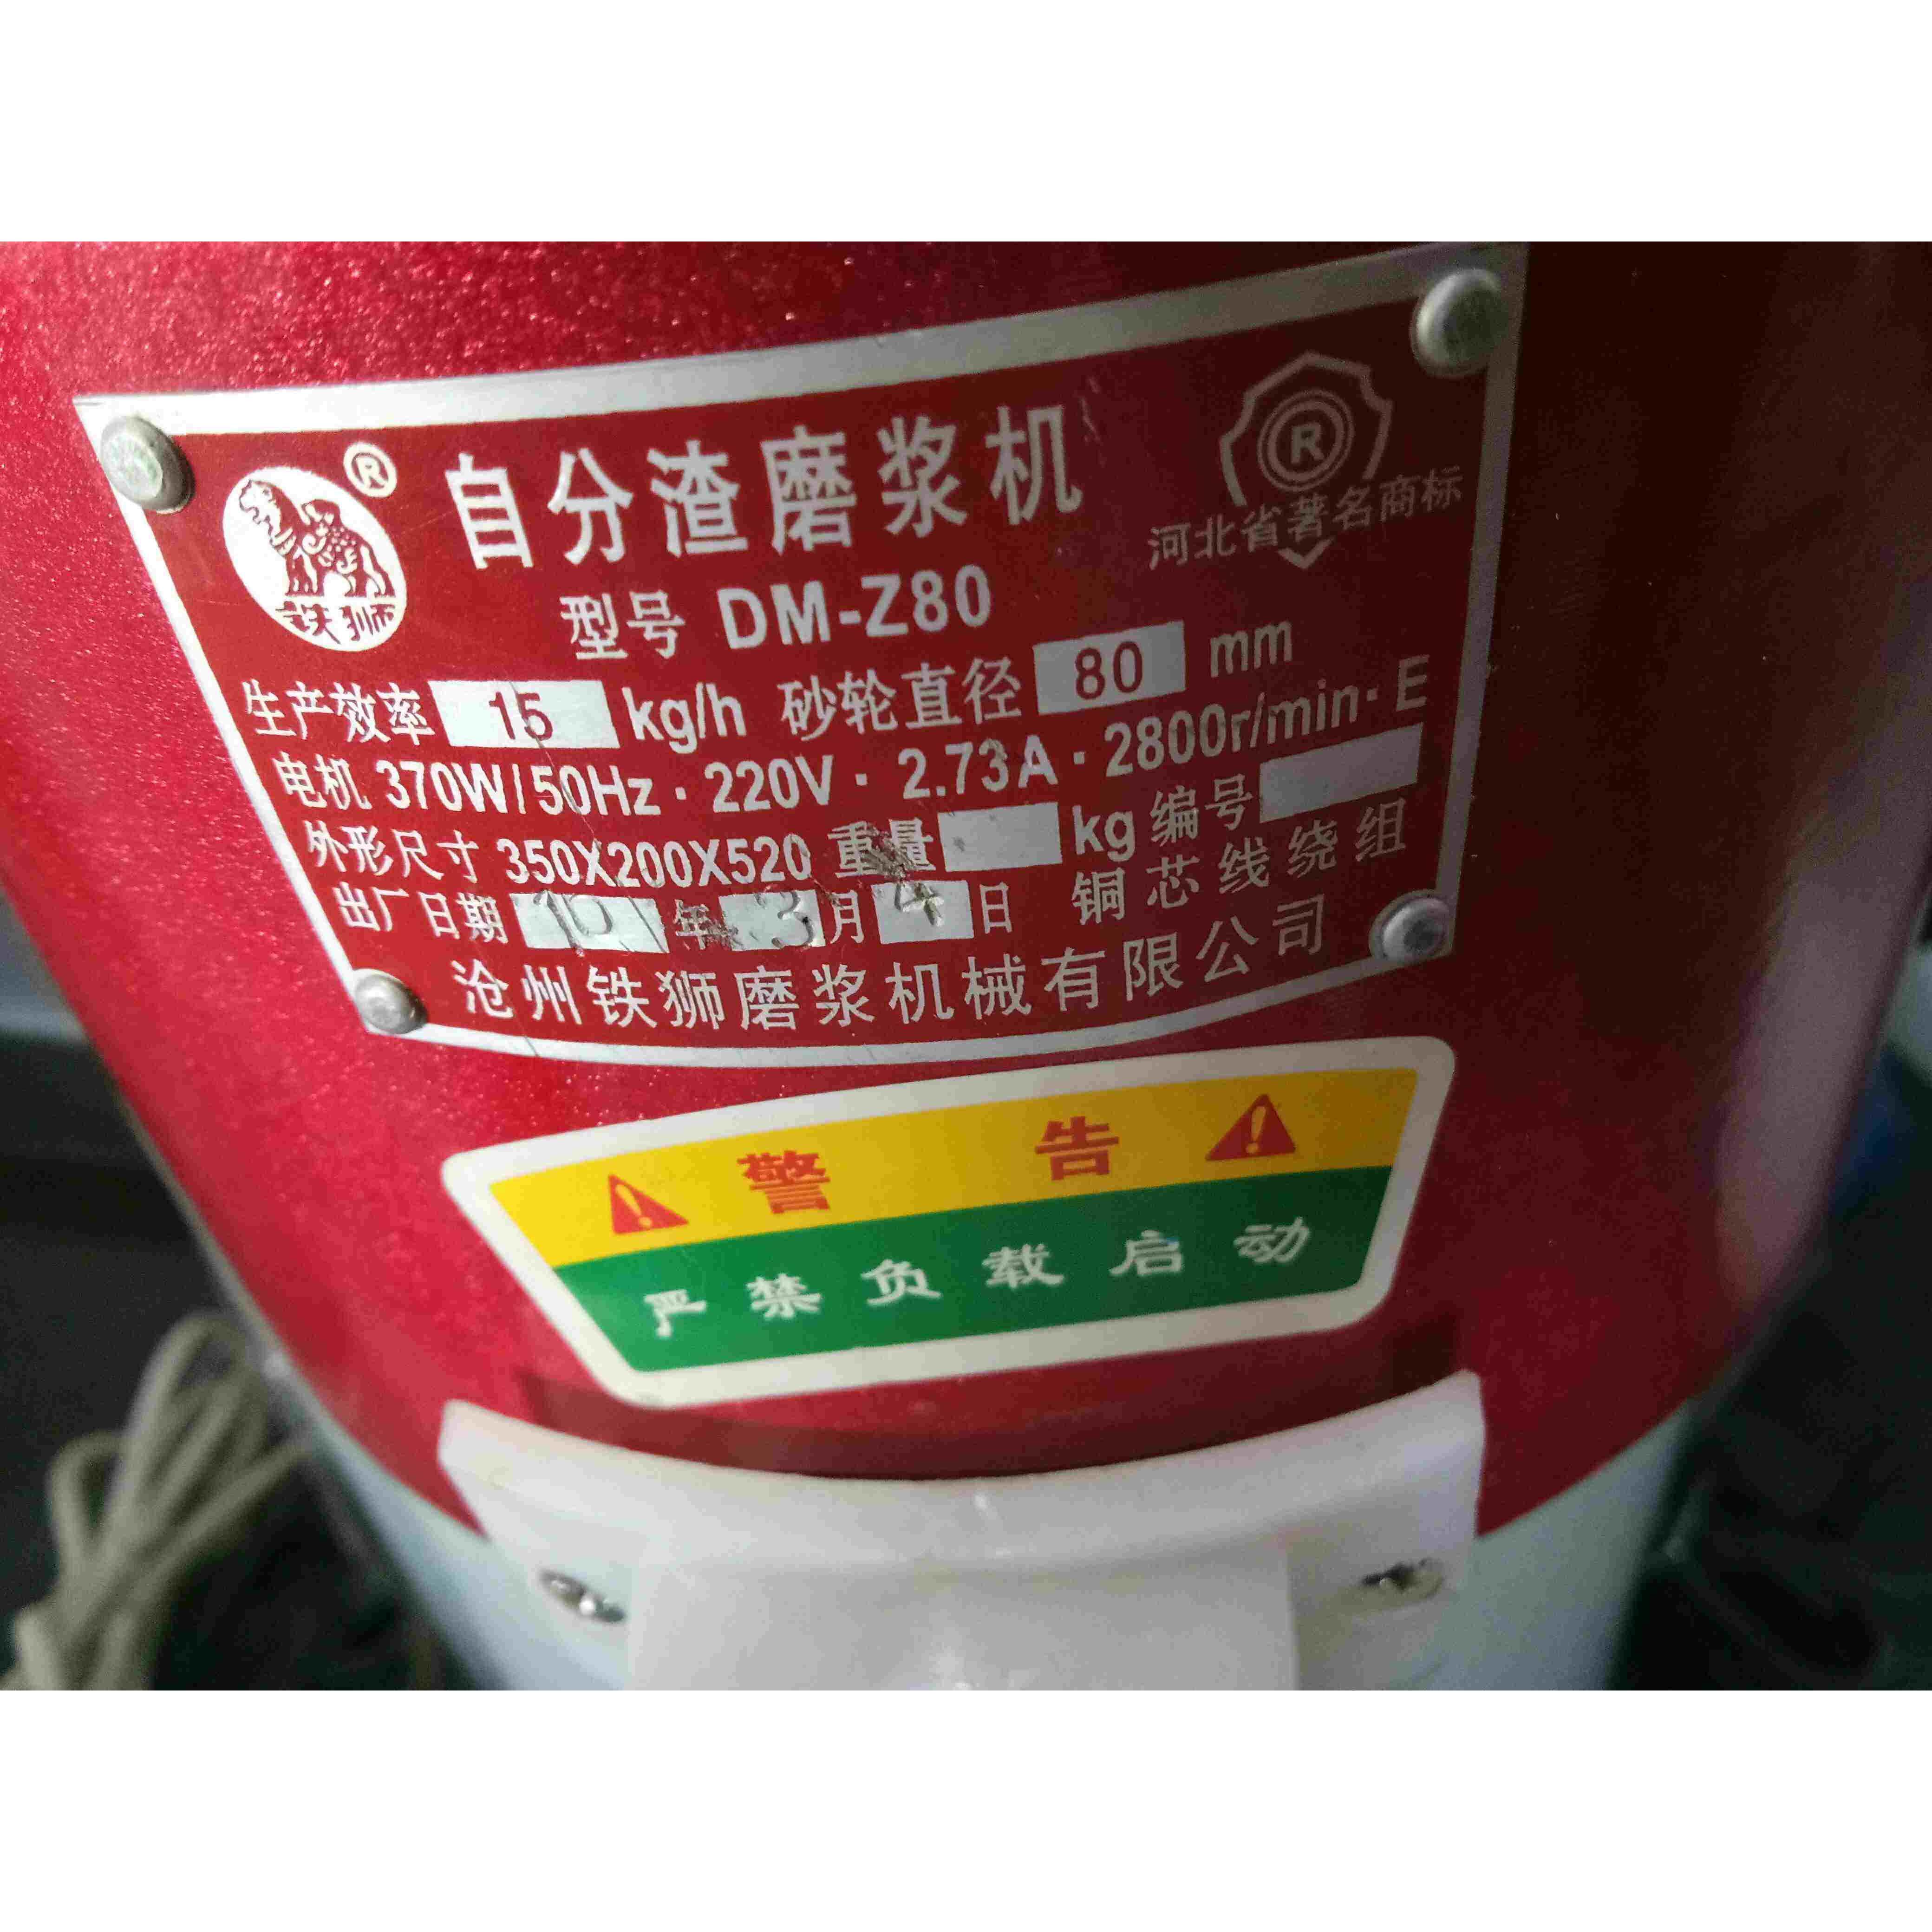 铁狮 ®
自分渣磨浆机
®
河北省著名商标
型号 DM-Z80
生产效率 15 kg/h 砂轮直径 80 mm
电机 370W/50Hz · 220V · 2.73A · 2800r/min · E
外形尺寸 350X200X520 重量 kg 编号
出厂日期 年 3 月 4 日 铜芯线绕组
沧州铁狮磨浆机械有限公司
警告
严禁负载启动